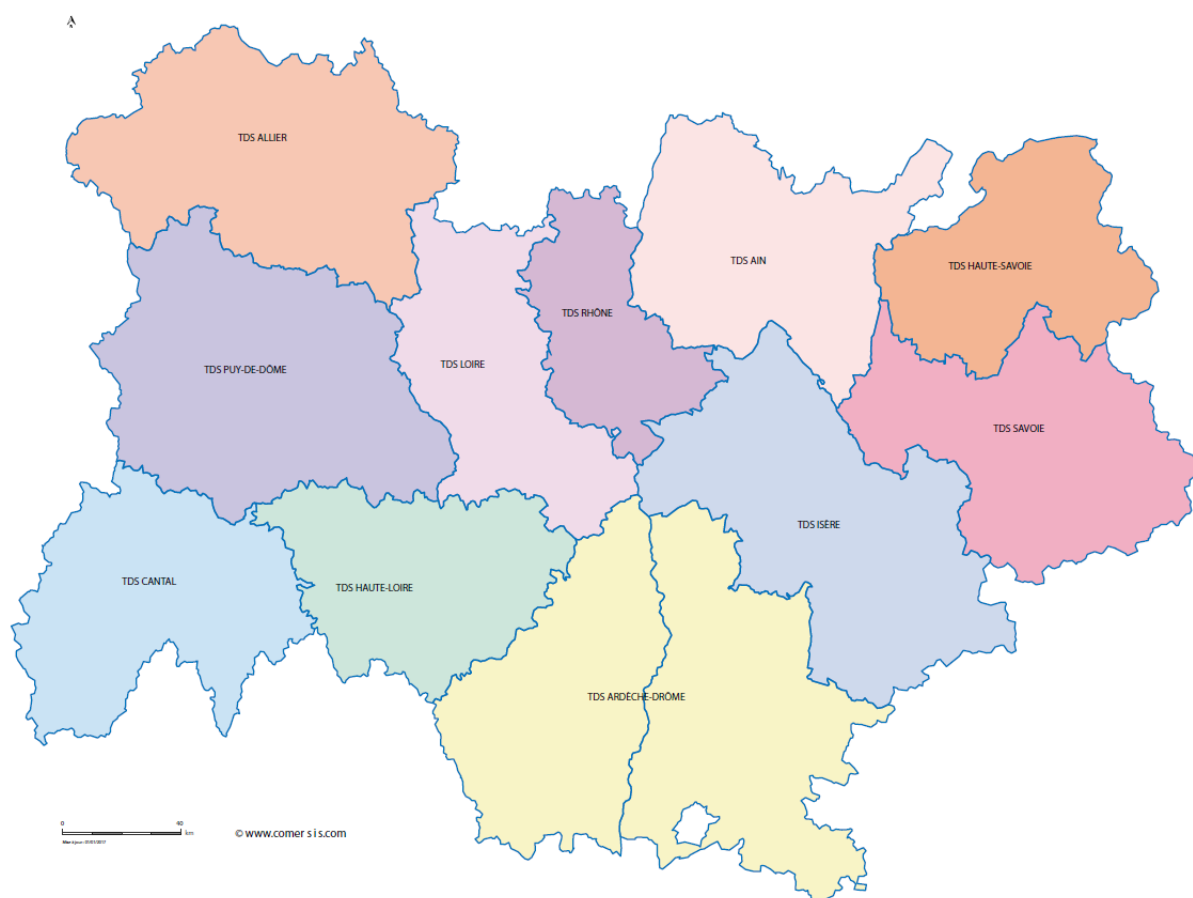 TDS ALLIER
TDS AIN
TDS HAUTE-SAVOIE
TDS RHÔNE
TDS PUY-DE-DÔME
TDS LOIRE
TDS SAVOIE
TDS ISÈRE
TDS CANTAL
TDS HAUTE-LOIRE
TDS ARDÈCHE-DRÔME
0 40
km
© www.comersis.com